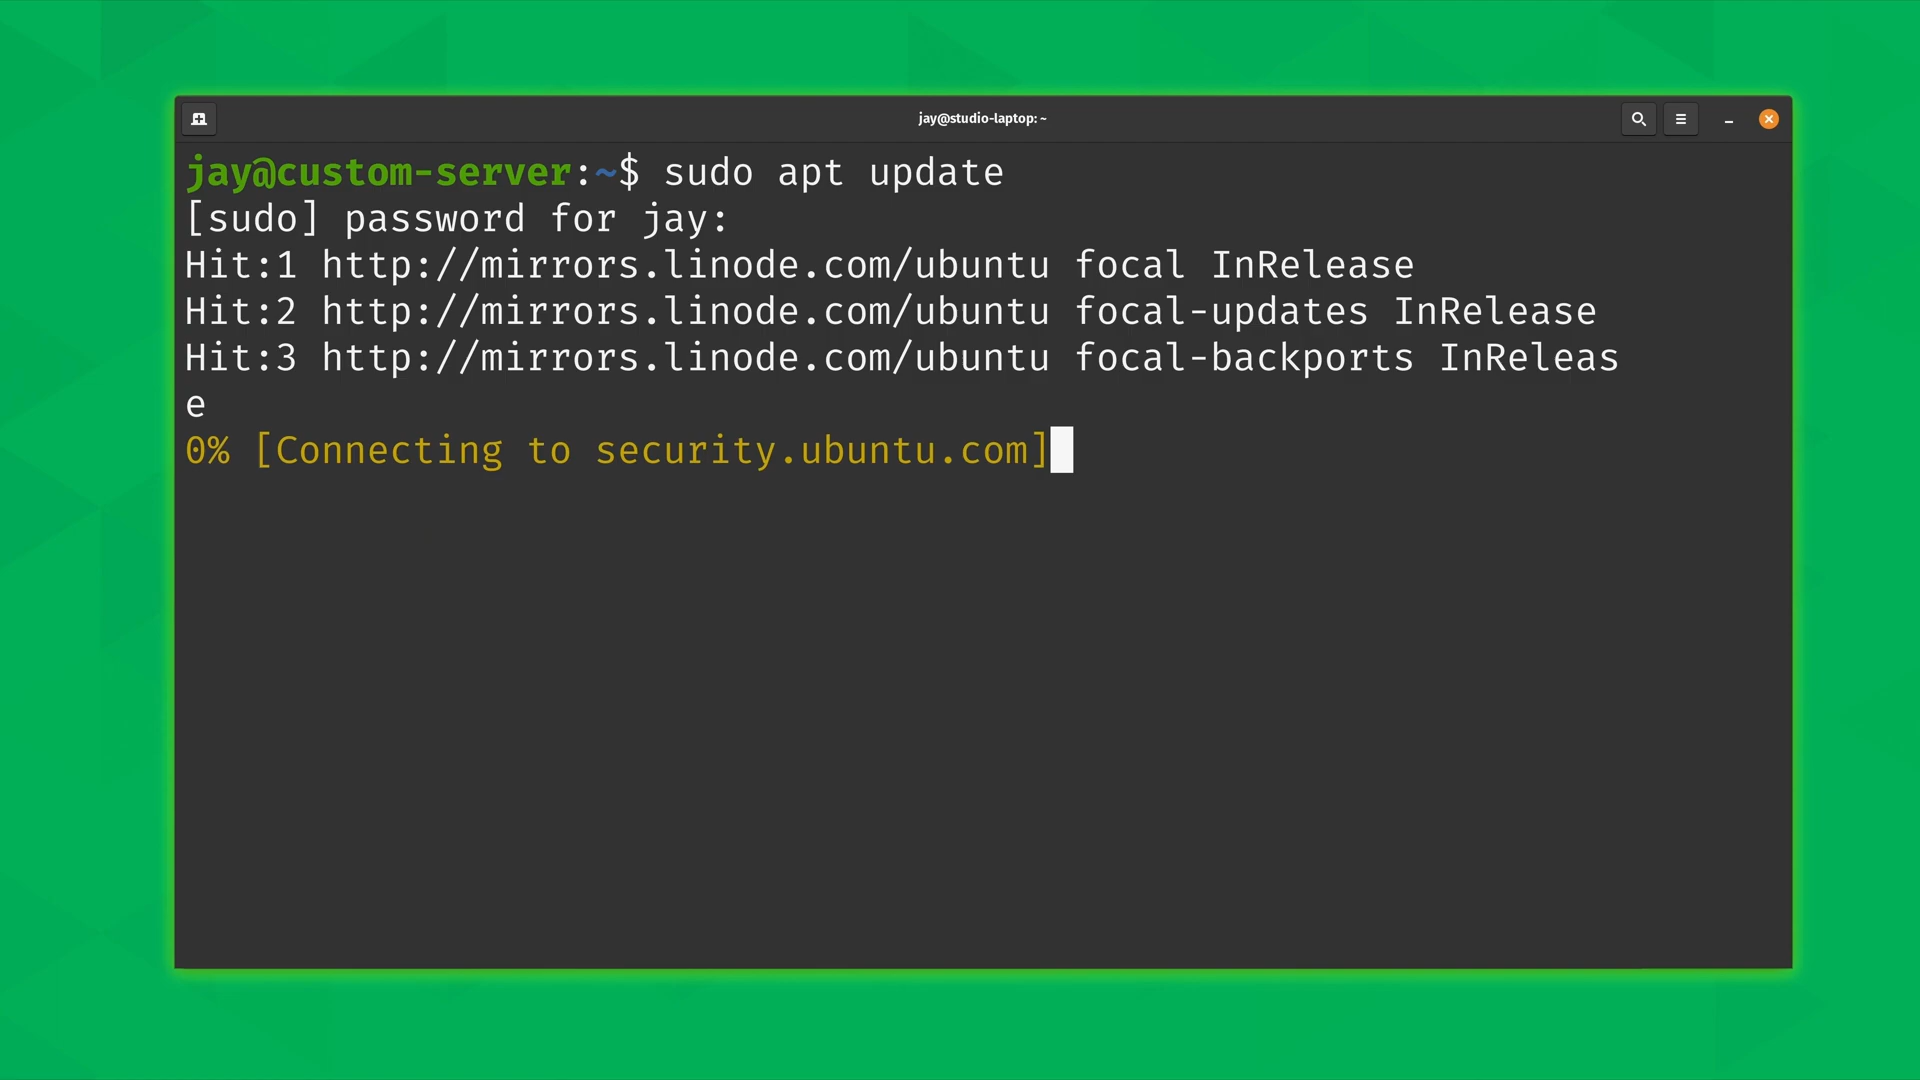 jay@studio-laptop: ~
jay@custom-server:~$ sudo apt update
[sudo] password for jay:
Hit:1 http://mirrors.linode.com/ubuntu focal InRelease
Hit:2 http://mirrors.linode.com/ubuntu focal-updates InRelease
Hit:3 http://mirrors.linode.com/ubuntu focal-backports InReleas
e
0% [Connecting to security.ubuntu.com]